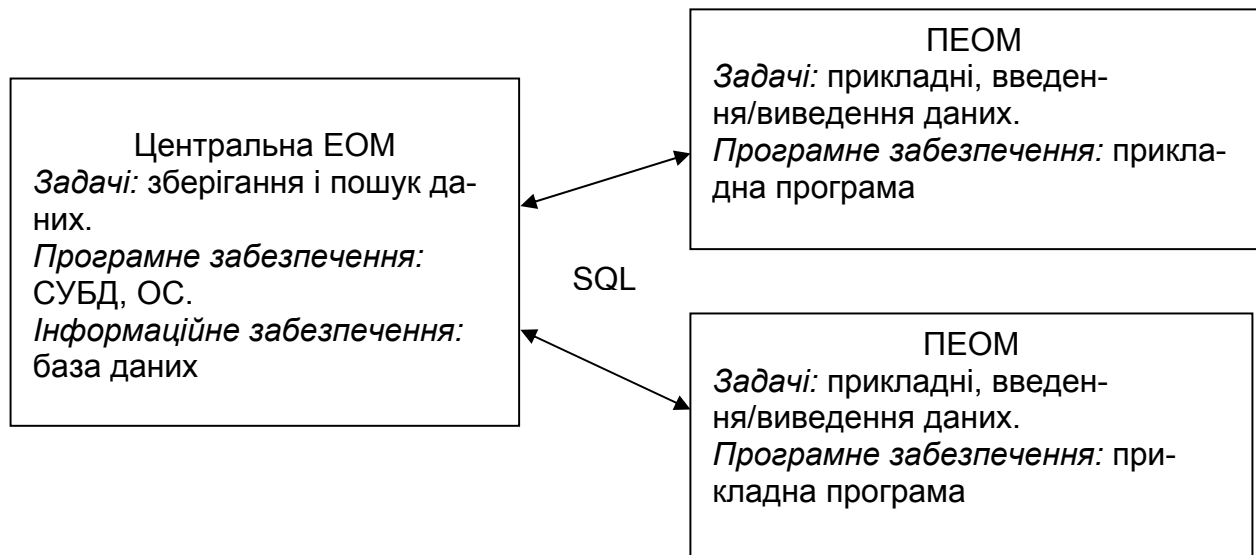 Центральна ЕОМ
Задачі: зберігання і пошук да-
них.
Програмне забезпечення:
СУБД, ОС.
Інформаційне забезпечення:
база даних
SQL
ПЕОМ
Задачі: прикладні, введен-
ня/виведення даних.
Програмне забезпечення: прикла-
дна програма
ПЕОМ
Задачі: прикладні, введен-
ня/виведення даних.
Програмне забезпечення: при-
кладна програма